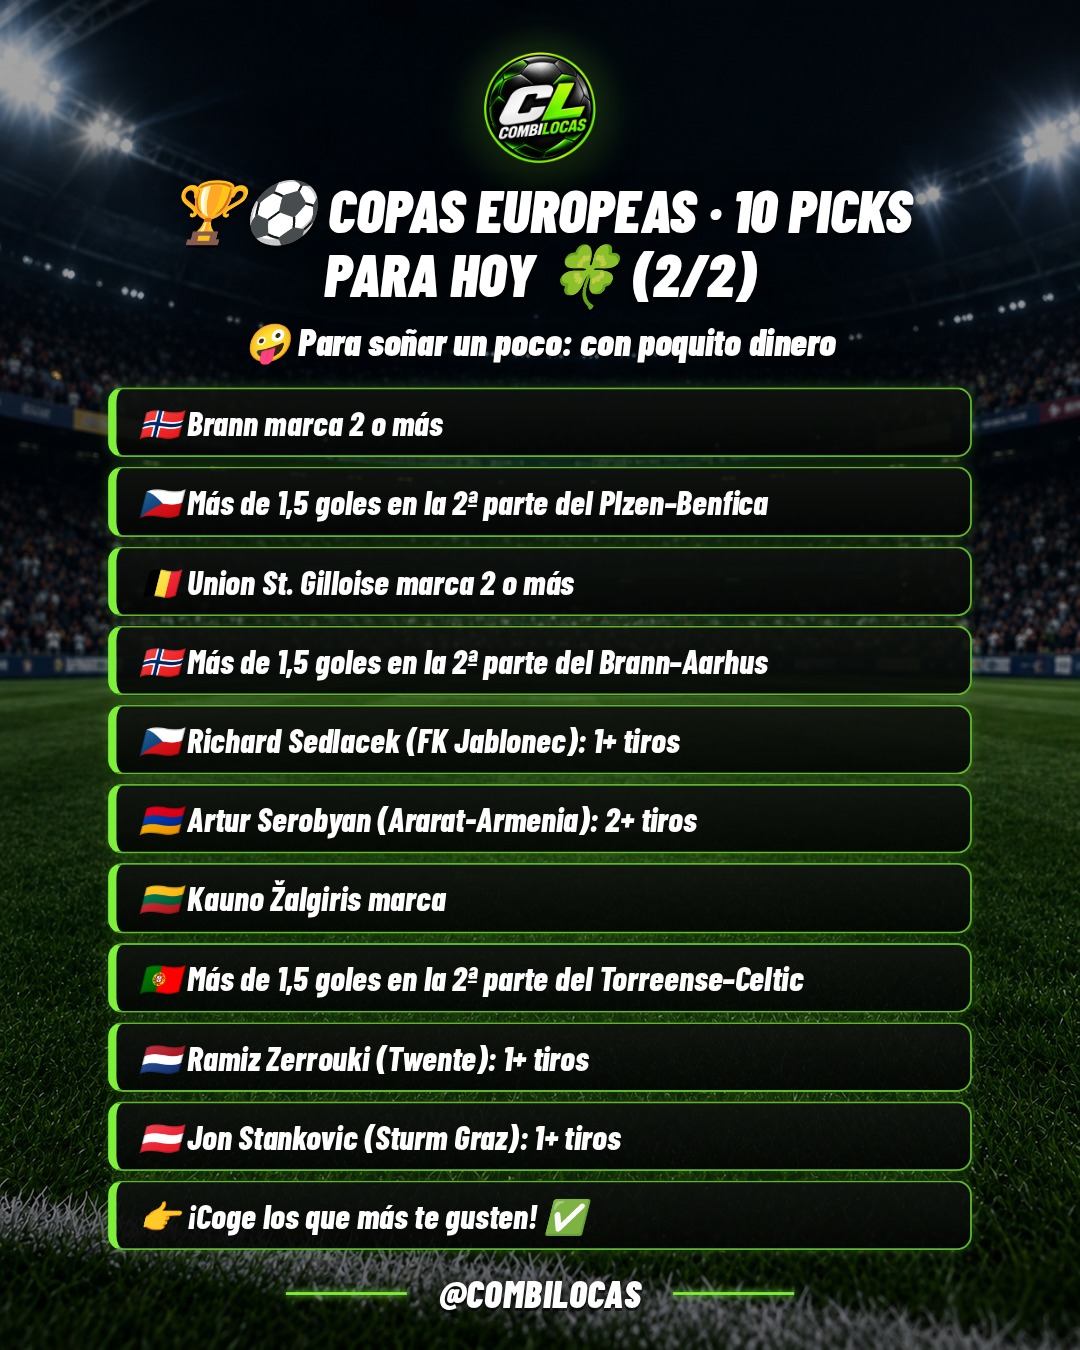 CL
COMBILOCAS
🏆⚽ COPAS EUROPEAS · 10 PICKS
PARA HOY 🍀 (2/2)
🤪 Para soñar un poco: con poquito dinero
🇳🇴 Brann marca 2 o más
🇨🇿 Más de 1,5 goles en la 2ª parte del Plzen-Benfica
🇧🇪 Union St. Gilloise marca 2 o más
🇳🇴 Más de 1,5 goles en la 2ª parte del Brann-Aarhus
🇨🇿 Richard Sedlacek (FK Jablonec): 1+ tiros
🇦🇲 Artur Serobyan (Ararat-Armenia): 2+ tiros
🇱🇹 Kauno Žalgiris marca
🇵🇹 Más de 1,5 goles en la 2ª parte del Torreense-Celtic
🇳🇱 Ramiz Zerrouki (Twente): 1+ tiros
🇦🇹 Jon Stankovic (Sturm Graz): 1+ tiros
👉 ¡Coge los que más te gusten! ✅
@COMBILOCAS